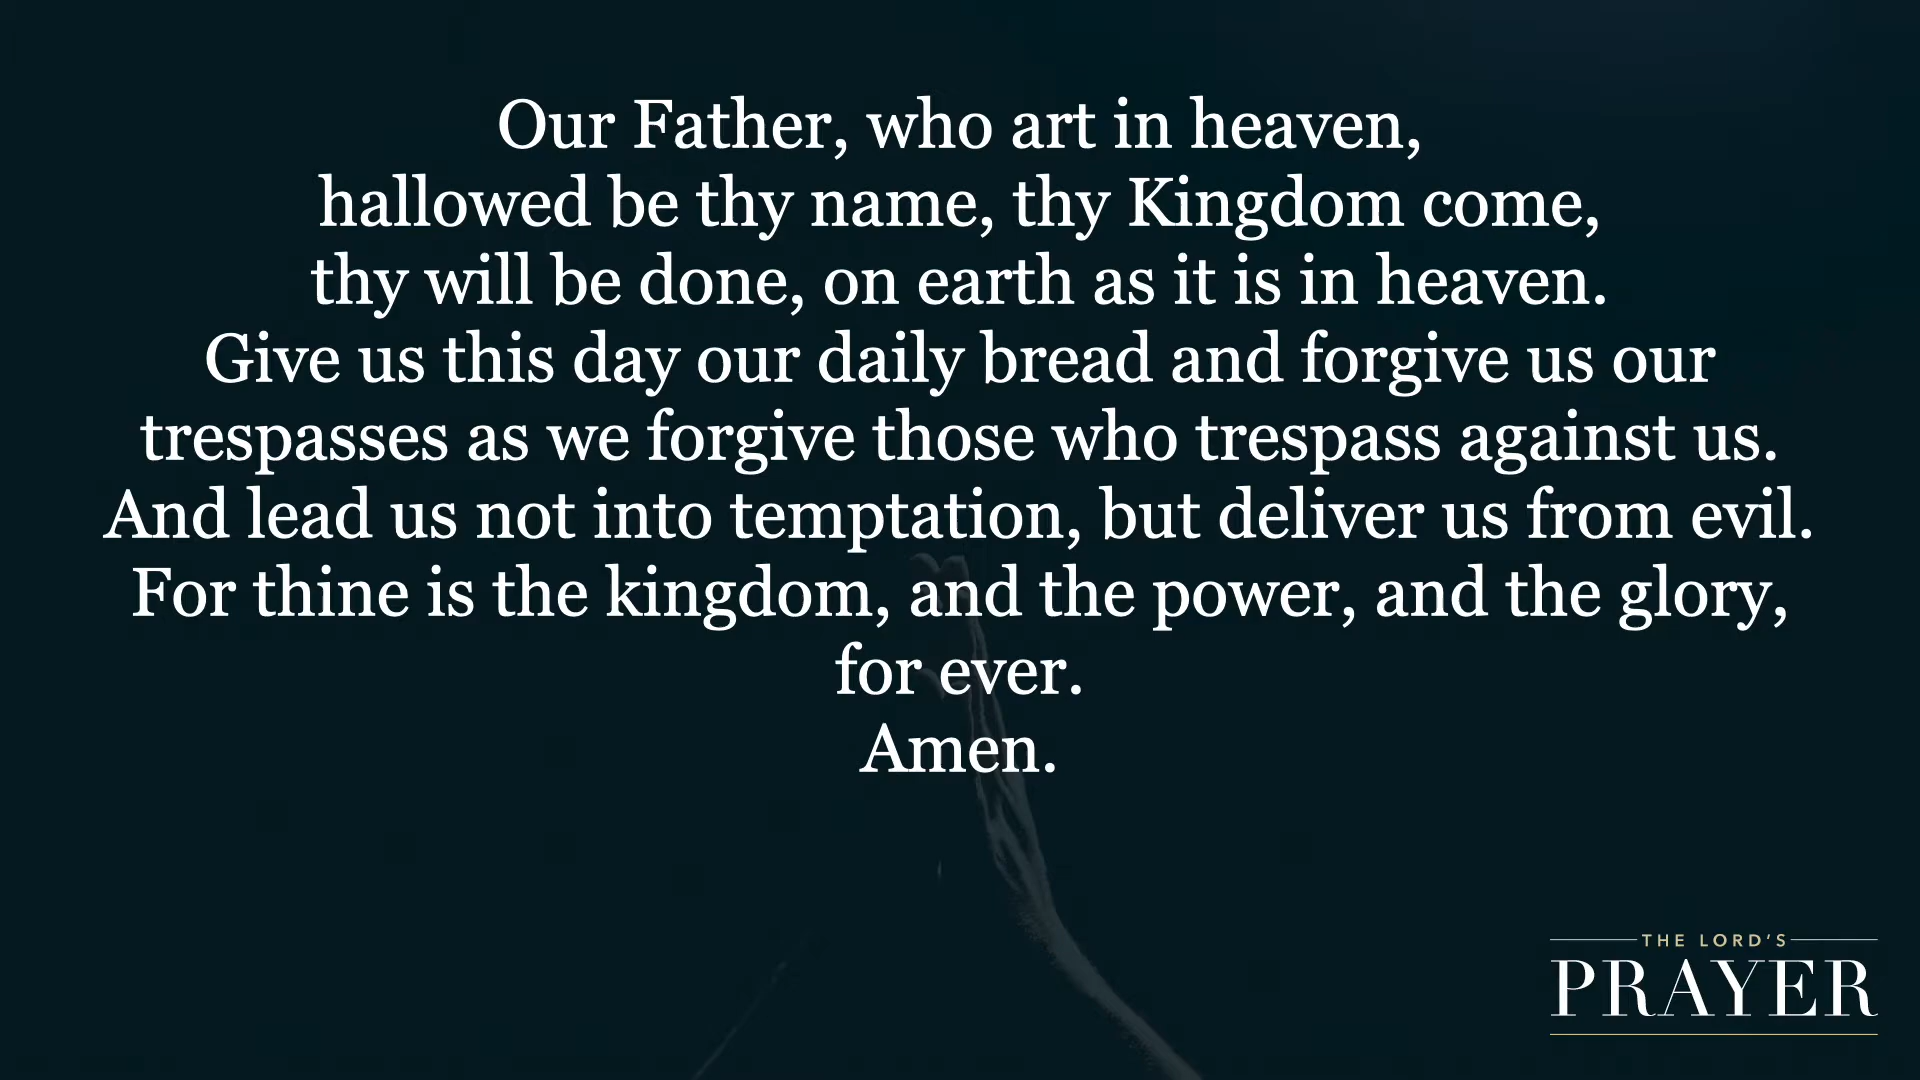 Our Father, who art in heaven,
hallowed be thy name, thy Kingdom come,
thy will be done, on earth as it is in heaven.
Give us this day our daily bread and forgive us our
trespasses as we forgive those who trespass against us.
And lead us not into temptation, but deliver us from evil.
For thine is the kingdom, and the power, and the glory,
for ever.
Amen.
THE LORD'S
PRAYER